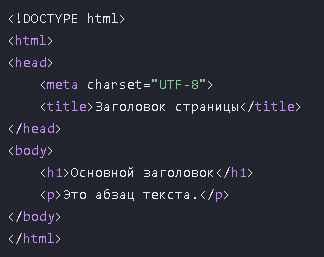 <!DOCTYPE html>
<html>
<head>
    <meta charset="UTF-8">
    <title>Заголовок страницы</title>
</head>
<body>
    <h1>Основной заголовок</h1>
    <p>Это абзац текста.</p>
</body>
</html>